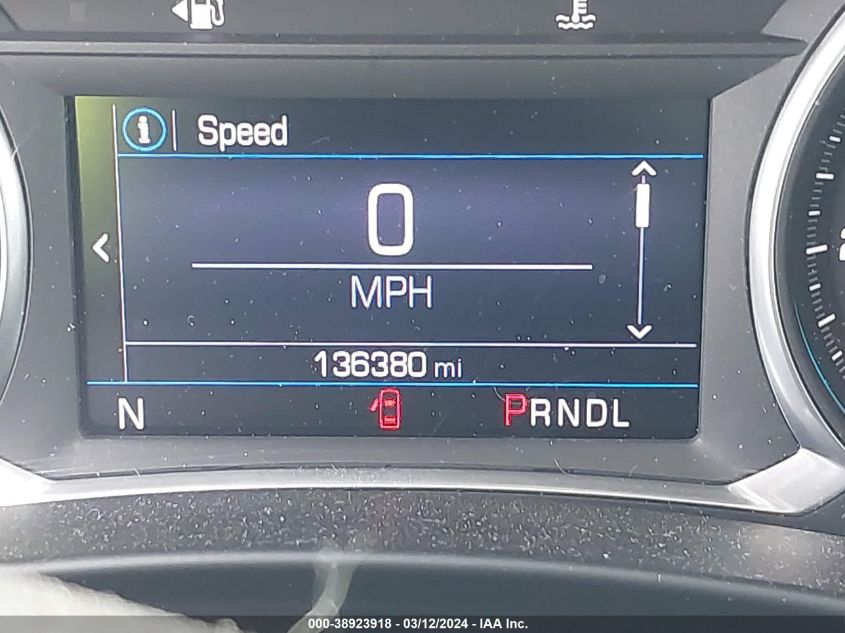 i Speed
0
MPH
136380 mi
N PRNDL
000-38923918 - 03/12/2024 - IAA Inc.